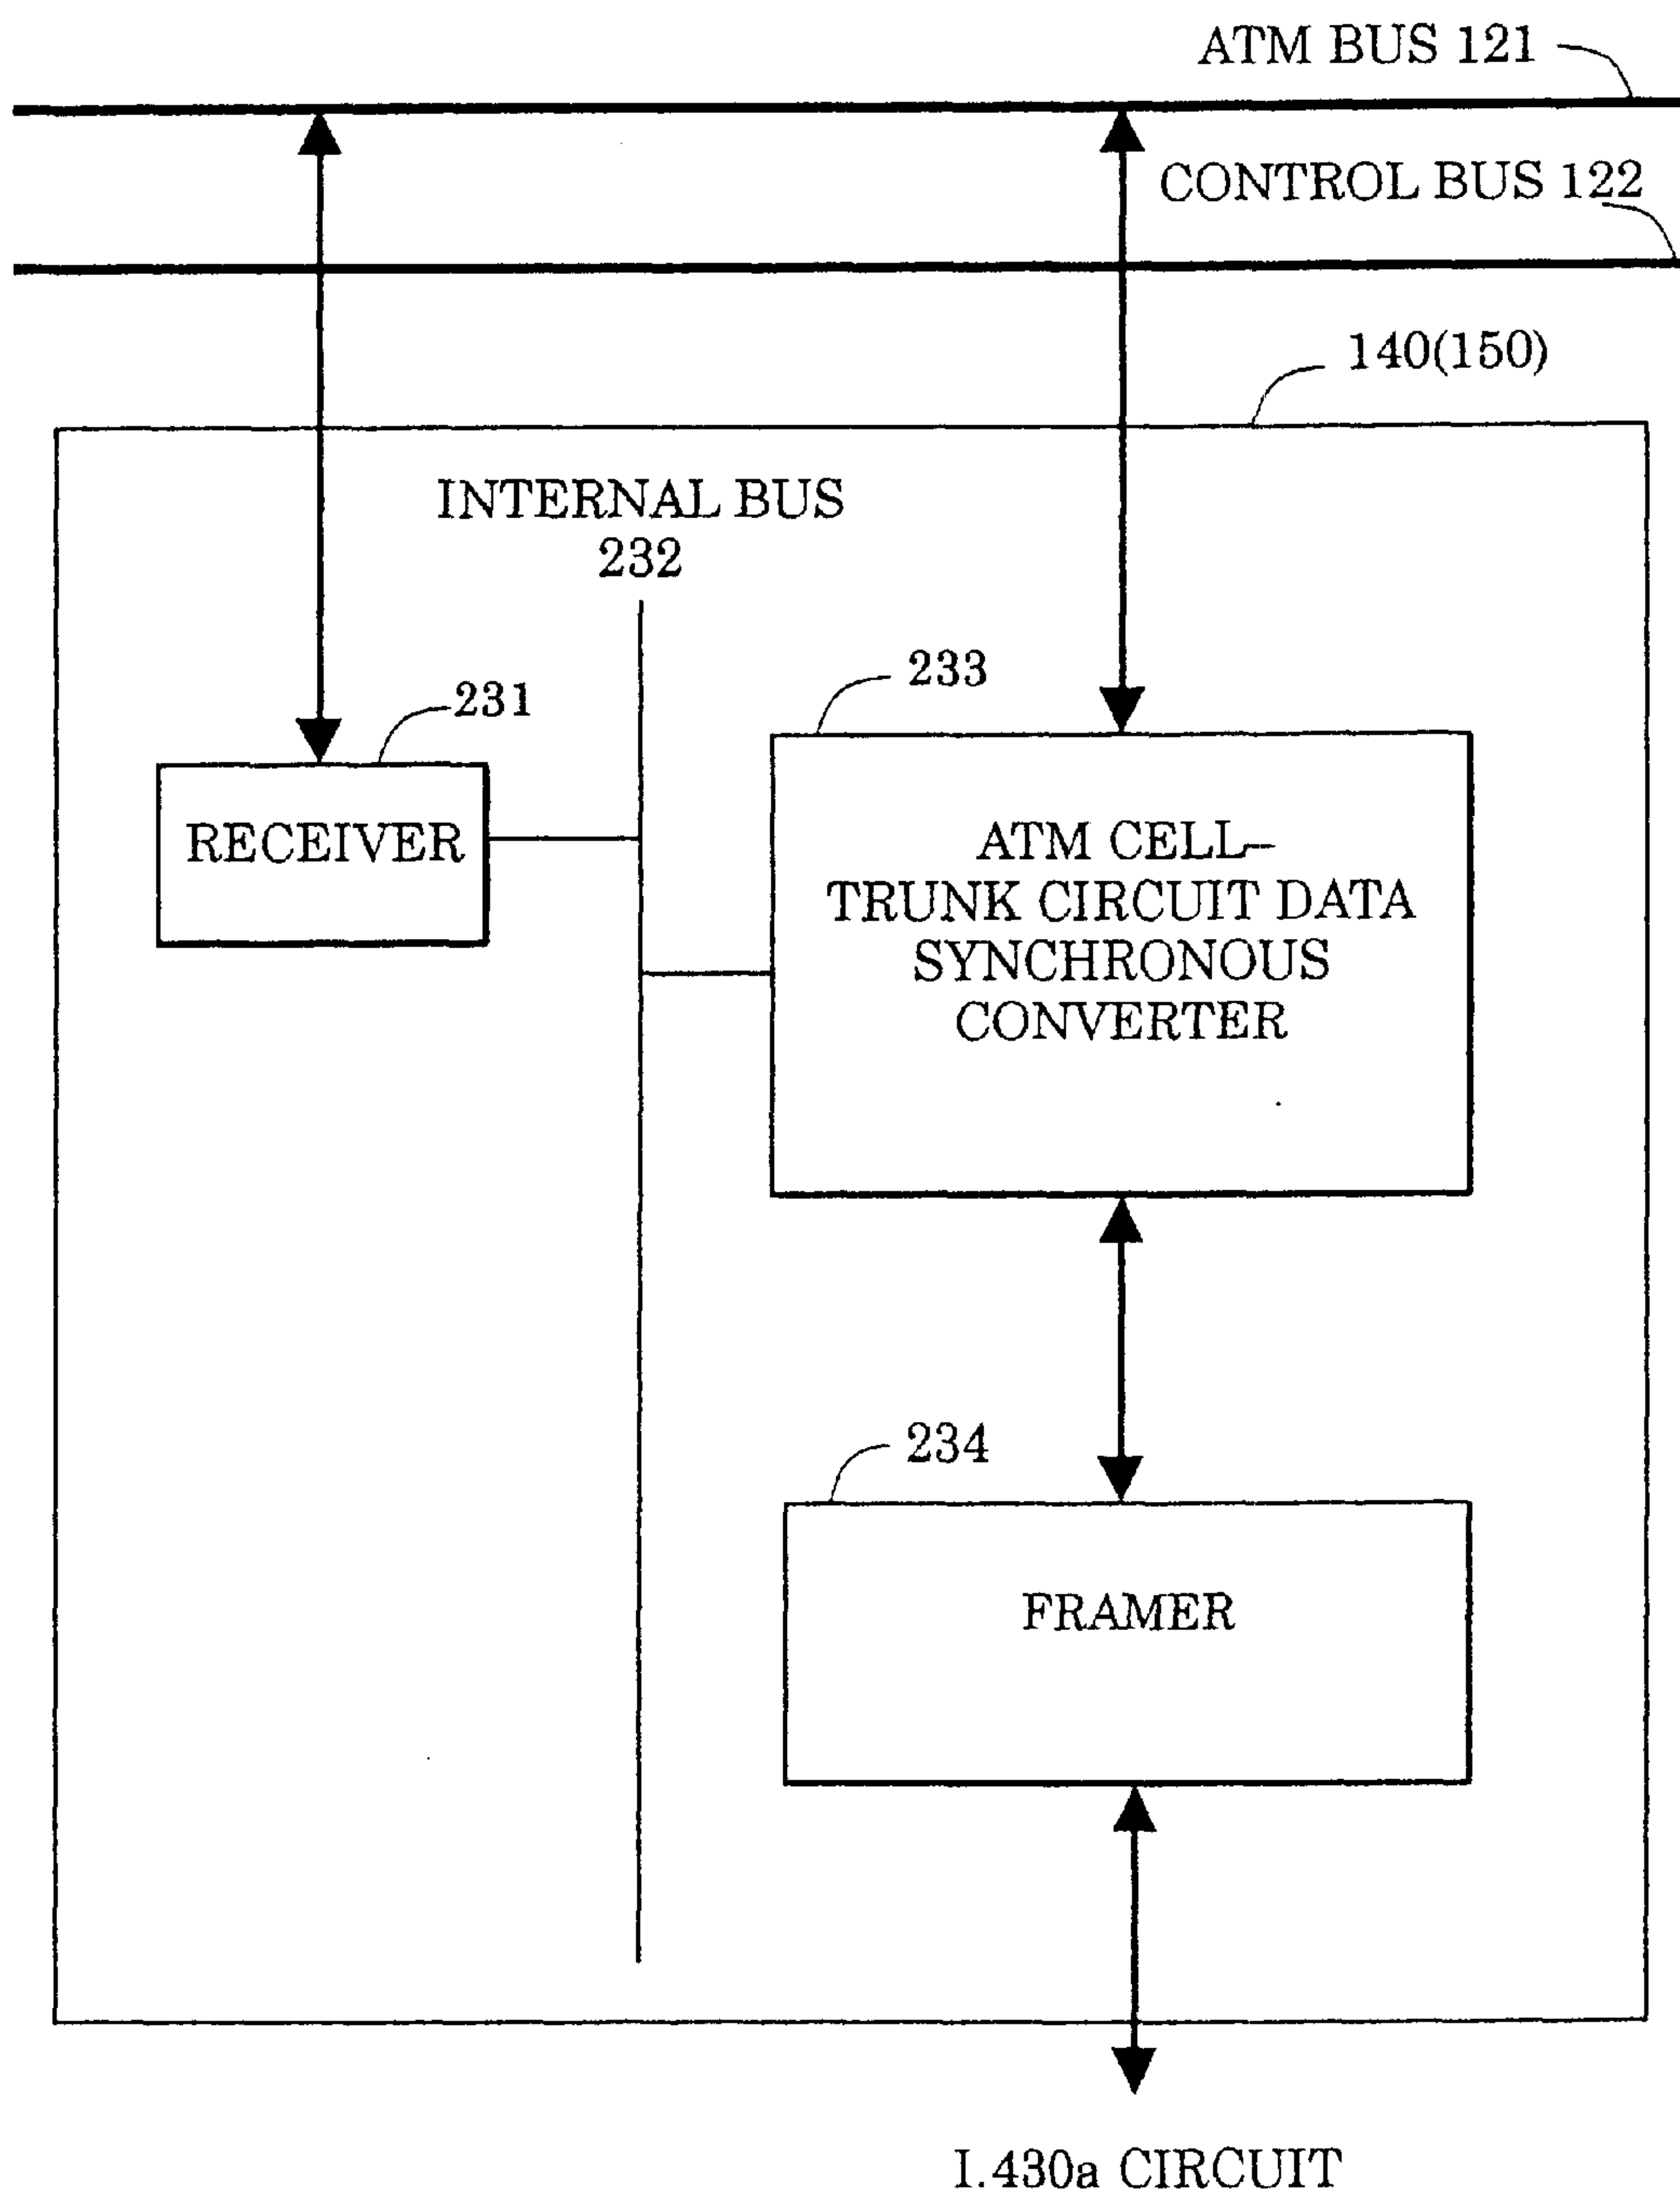 ATM BUS 121
CONTROL BUS 122
140(150)
INTERNAL BUS
232
233
231
RECEIVER
ATM CELL–
TRUNK CIRCUIT DATA
SYNCHRONOUS
CONVERTER
234
FRAMER
I.430a CIRCUIT